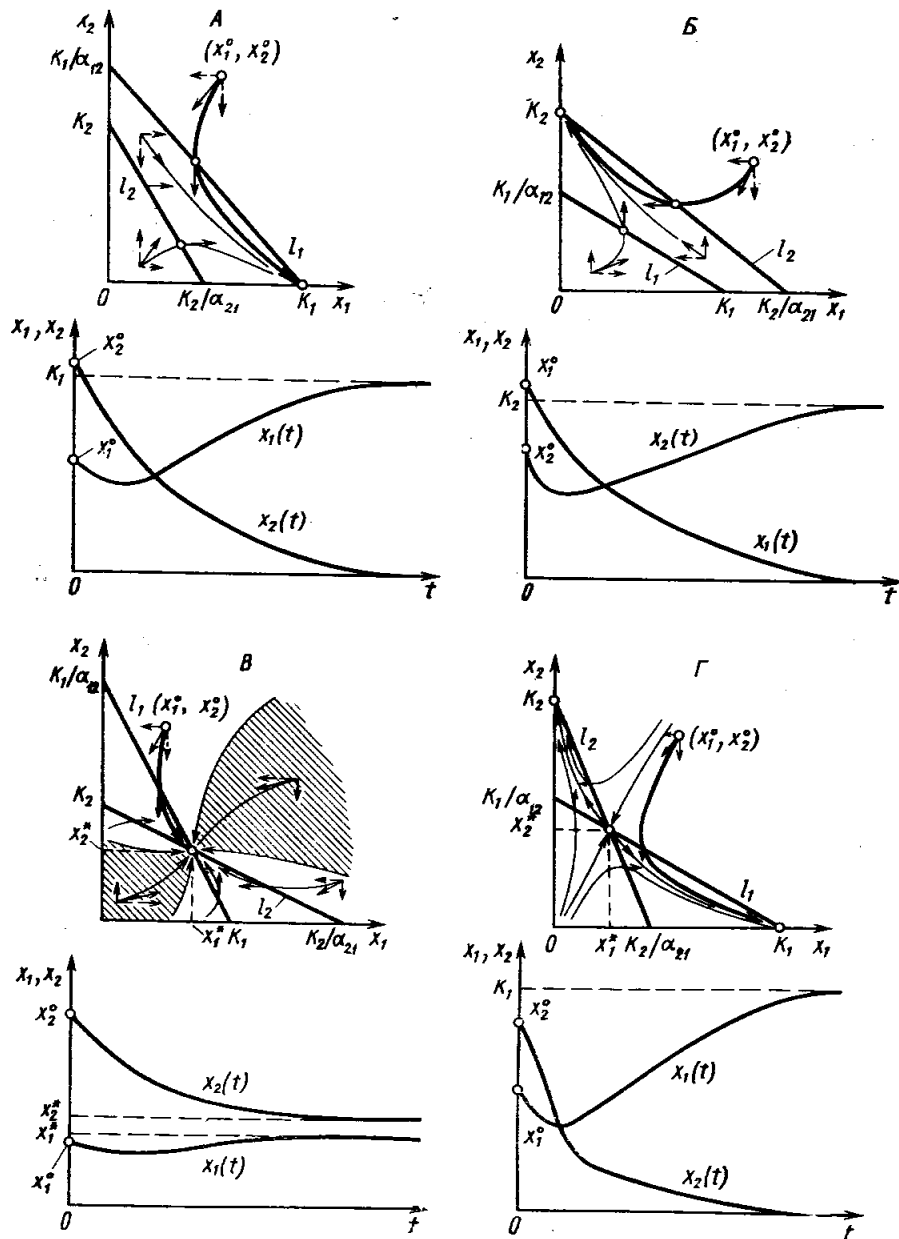 А
x₂
(x₁°, x₂°)
K₁/α₁₂
K₂
l₂
l₁
0
K₂/α₂₁
K₁
x₁
Б
x₂
K₂
(x₁°, x₂°)
K₁/α₁₂
l₁
l₂
0
K₁
K₂/α₂₁
x₁
x₁, x₂
x₂°
K₁
x₁°
x₁(t)
x₂(t)
0
t
x₁, x₂
x₁°
K₂
x₂°
x₂(t)
x₁(t)
0
t
В
x₂
K₁/α₁₂
l₁ (x₁°, x₂°)
K₂
x₂*
l₂
0
x₁*
K₁
K₂/α₂₁
x₁
Г
x₂
K₂
l₂
(x₁°, x₂°)
K₁/α₁₂
x₂*
l₁
0
x₁*
K₂/α₂₁
K₁
x₁
x₁, x₂
x₂°
x₂(t)
x₂*
x₁*
x₁°
x₁(t)
0
t
x₁, x₂
K₁
x₂°
x₁(t)
x₁°
x₂(t)
0
t